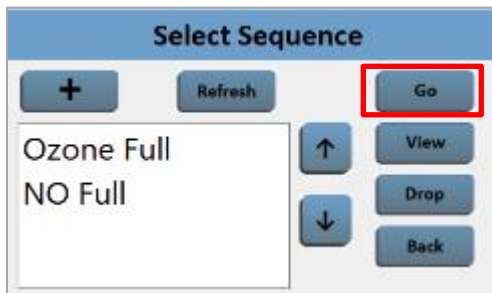 Select Sequence
+ Refresh Go
Ozone Full
NO Full
↑ View
Drop
↓
Back